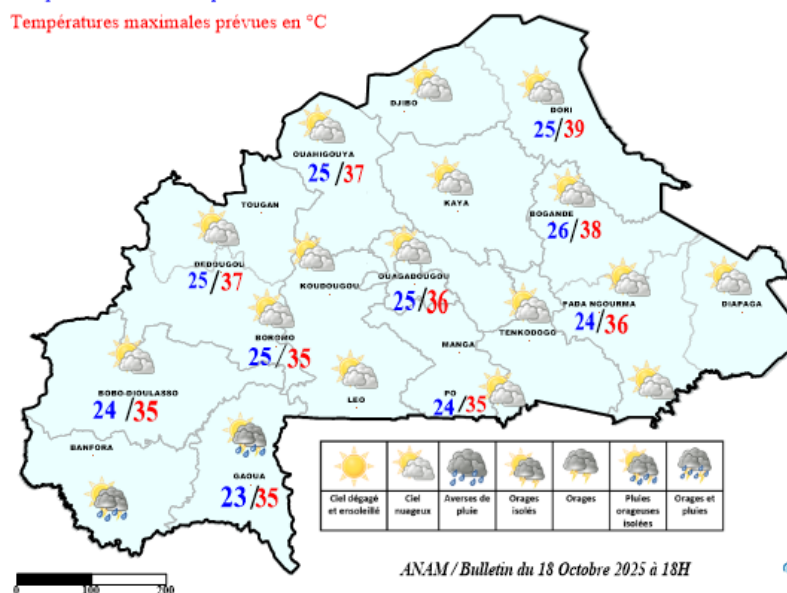 Températures maximales prévues en °C
DJIBO
DORI
25/39
OUAHIGOUYA
25/37
TOUGAN
KAYA
BOGANDE
26/38
DEDOUGOU
25/37
KOUDOUGOU
OUAGADOUGOU
25/36
FADA NGOURMA
24/36
DIAPAGA
TENKODOGO
BOROMO
25/35
MANGA
BOBO-DIOULASSO
24/35
LEO
PO
24/35
BANFORA
GAOUA
23/35
Ciel dégagé et ensoleillé
Ciel nuageux
Averses de pluie
Orages isolés
Orages
Pluies orageuses isolées
Orages et pluies
ANAM / Bulletin du 18 Octobre 2025 à 18H
0 100 200